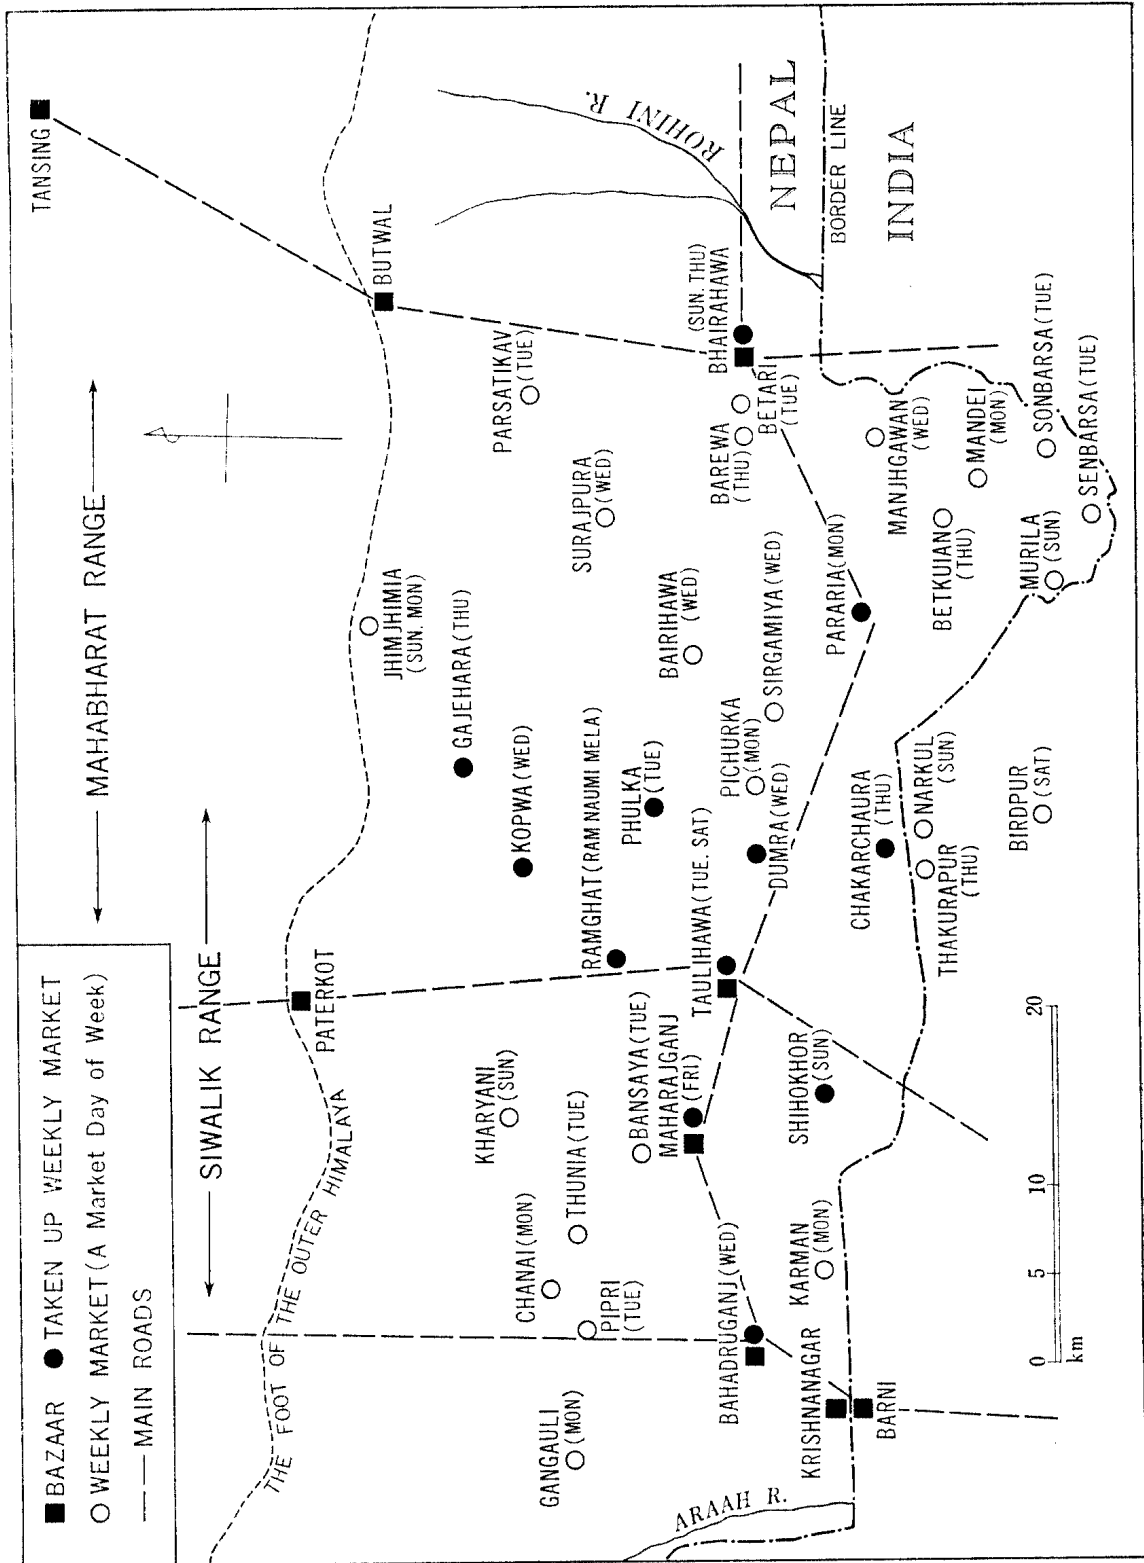 ■ BAZAAR ● TAKEN UP WEEKLY MARKET
○ WEEKLY MARKET (A Market Day of Week)
—— MAIN ROADS
MAHABHARAT RANGE
SIWALIK RANGE
TANSING
BUTWAL
PATERKOT
THE FOOT OF THE OUTER HIMALAYA
JHIMJHIMIA
(SUN. MON)
GAJEHARA (THU)
KOPWA (WED)
PARSATIKAV
(TUE)
SURAJPURA
(WED)
KHARYANI
(SUN)
CHANAI (MON)
THUNIA (TUE)
PIPRI
(TUE)
GANGAULI
(MON)
RAMGHAT (RAM NAUMI MELA)
PHULKA
(TUE)
BAIRIHAWA
(WED)
BANSAYA (TUE)
MAHARAJGANJ
(FRI)
TAULIHAWA (TUE. SAT)
PICHURKA
(MON)
SIRGAMIYA (WED)
DUMRA (WED)
BAREWA
(THU)
BETARI
(TUE)
(SUN. THU)
BHAIRAHAWA
ROHINI R.
NEPAL
BORDER LINE
INDIA
BAHADRUGANJ (WED)
KARMAN
(MON)
SHIHOKHOR
(SUN)
PARARIA (MON)
CHAKARCHAURA
(THU)
MANJHGAWAN
(WED)
KRISHNANAGAR
BARNI
ARAAH R.
THAKURAPUR
(THU)
NARKUL
(SUN)
BETKUIAN
(THU)
MANDEI
(MON)
BIRDPUR
(SAT)
MURILA
(SUN)
SONBARSA (TUE)
SENBARSA (TUE)
0 5 10 20
km